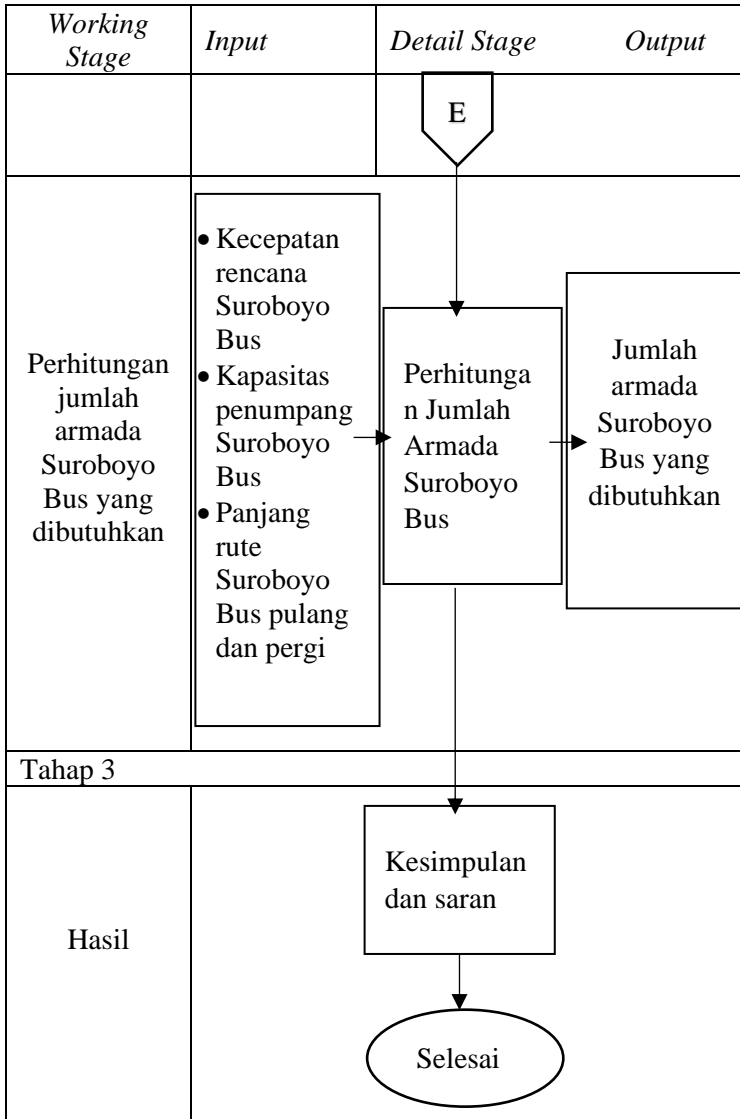 Working
Stage
Input
Detail Stage
Output
E
Perhitungan
jumlah
armada
Suroboyo
Bus yang
dibutuhkan
• Kecepatan
rencana
Suroboyo
Bus
• Kapasitas
penumpang
Suroboyo
Bus
• Panjang
rute
Suroboyo
Bus pulang
dan pergi
Perhitunga
n Jumlah
Armada
Suroboyo
Bus
Jumlah
armada
Suroboyo
Bus yang
dibutuhkan
Tahap 3
Hasil
Kesimpulan
dan saran
Selesai